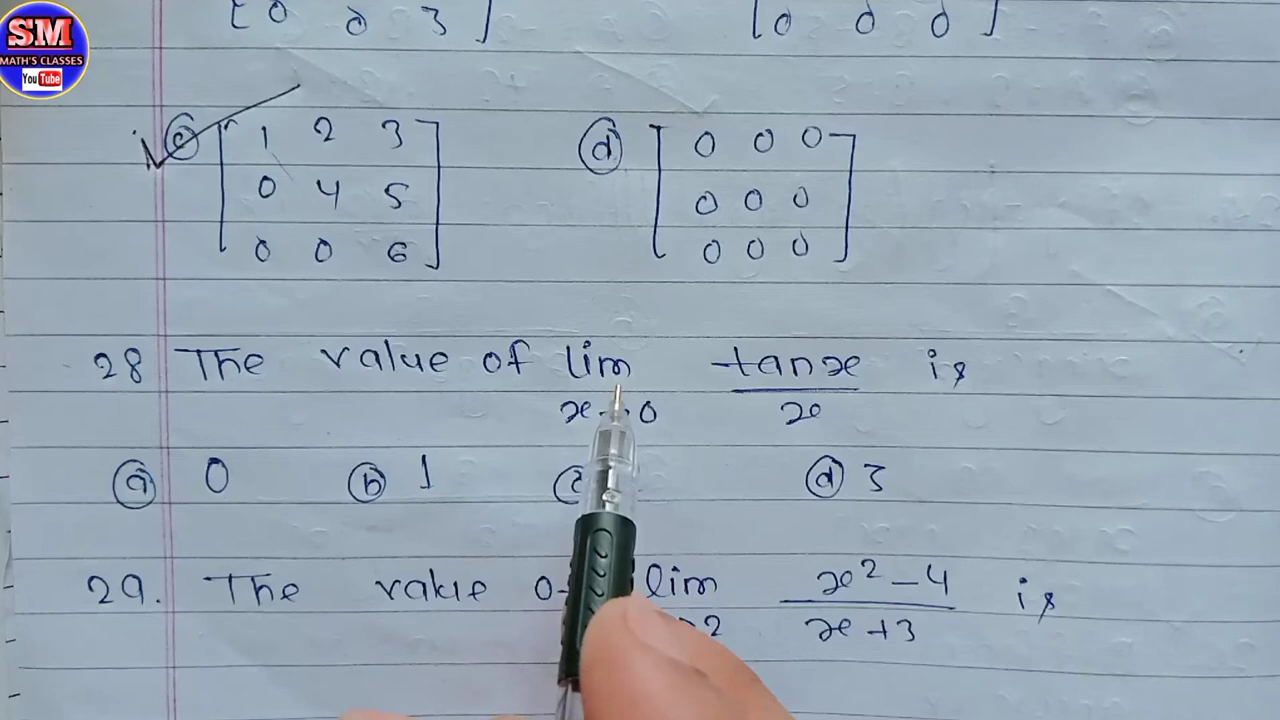 SM
MATH'S CLASSES
YouTube
[ 0 0 3 ] [ 0 0 0 ]
(c) [ 1 2 3 (d) [ 0 0 0 ]
0 4 5 0 0 0
0 0 6 ] 0 0 0
28 The value of lim tanx is
x→0 x
(a) 0 (b) 1 (c) (d) 3
29. The value lim x² - 4 is
2 x + 3